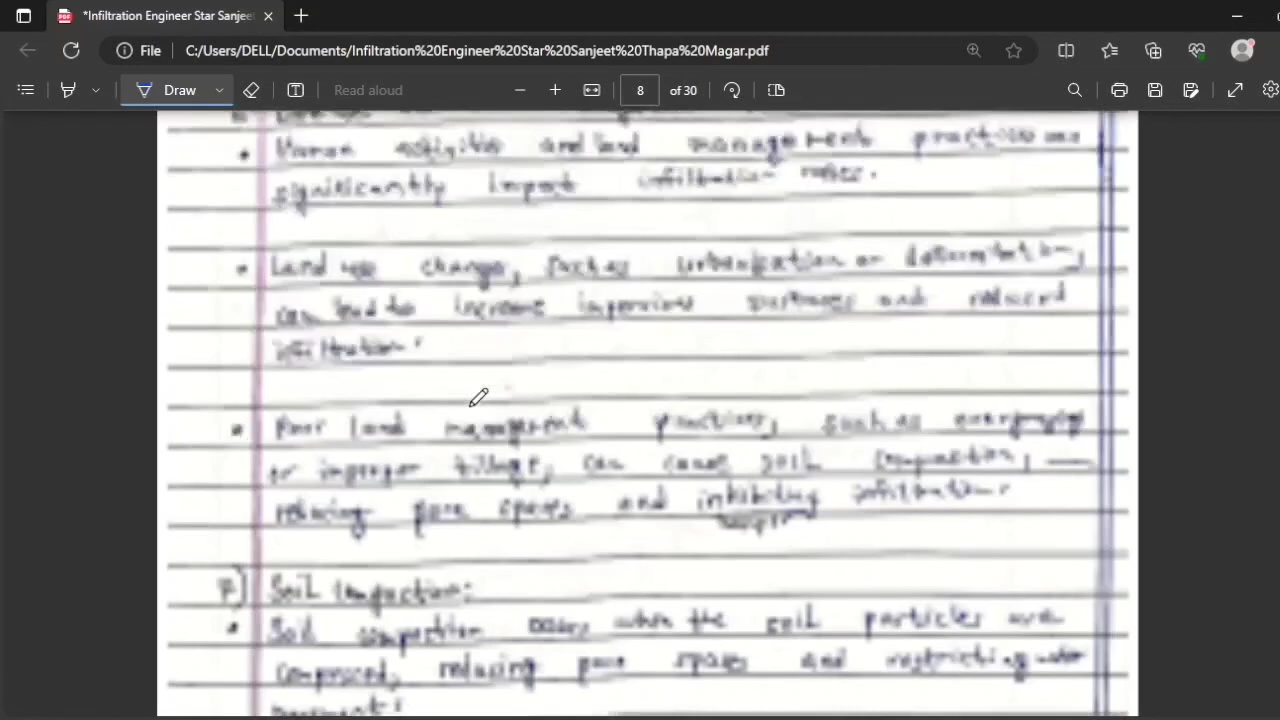 *Infiltration Engineer Star Sanjee
File
C:/Users/DELL/Documents/Infiltration%20Engineer%20Star%20Sanjeet%20Thapa%20Magar.pdf
Draw
Read aloud
8 of 30
• Human activities and land management practices can
significantly impact infiltration rates.
• Land use change, such as urbanization or deforestation,
can lead to increase impervious surfaces and reduced
infiltration.
• Poor land management practices, such as overgrazing
or improper tillage, can cause soil compaction,
reducing pore spaces and inhibiting infiltration.
7) Soil Compaction:
• Soil compaction occurs when the soil particles are
compressed, reducing pore spaces and restricting water
movement.